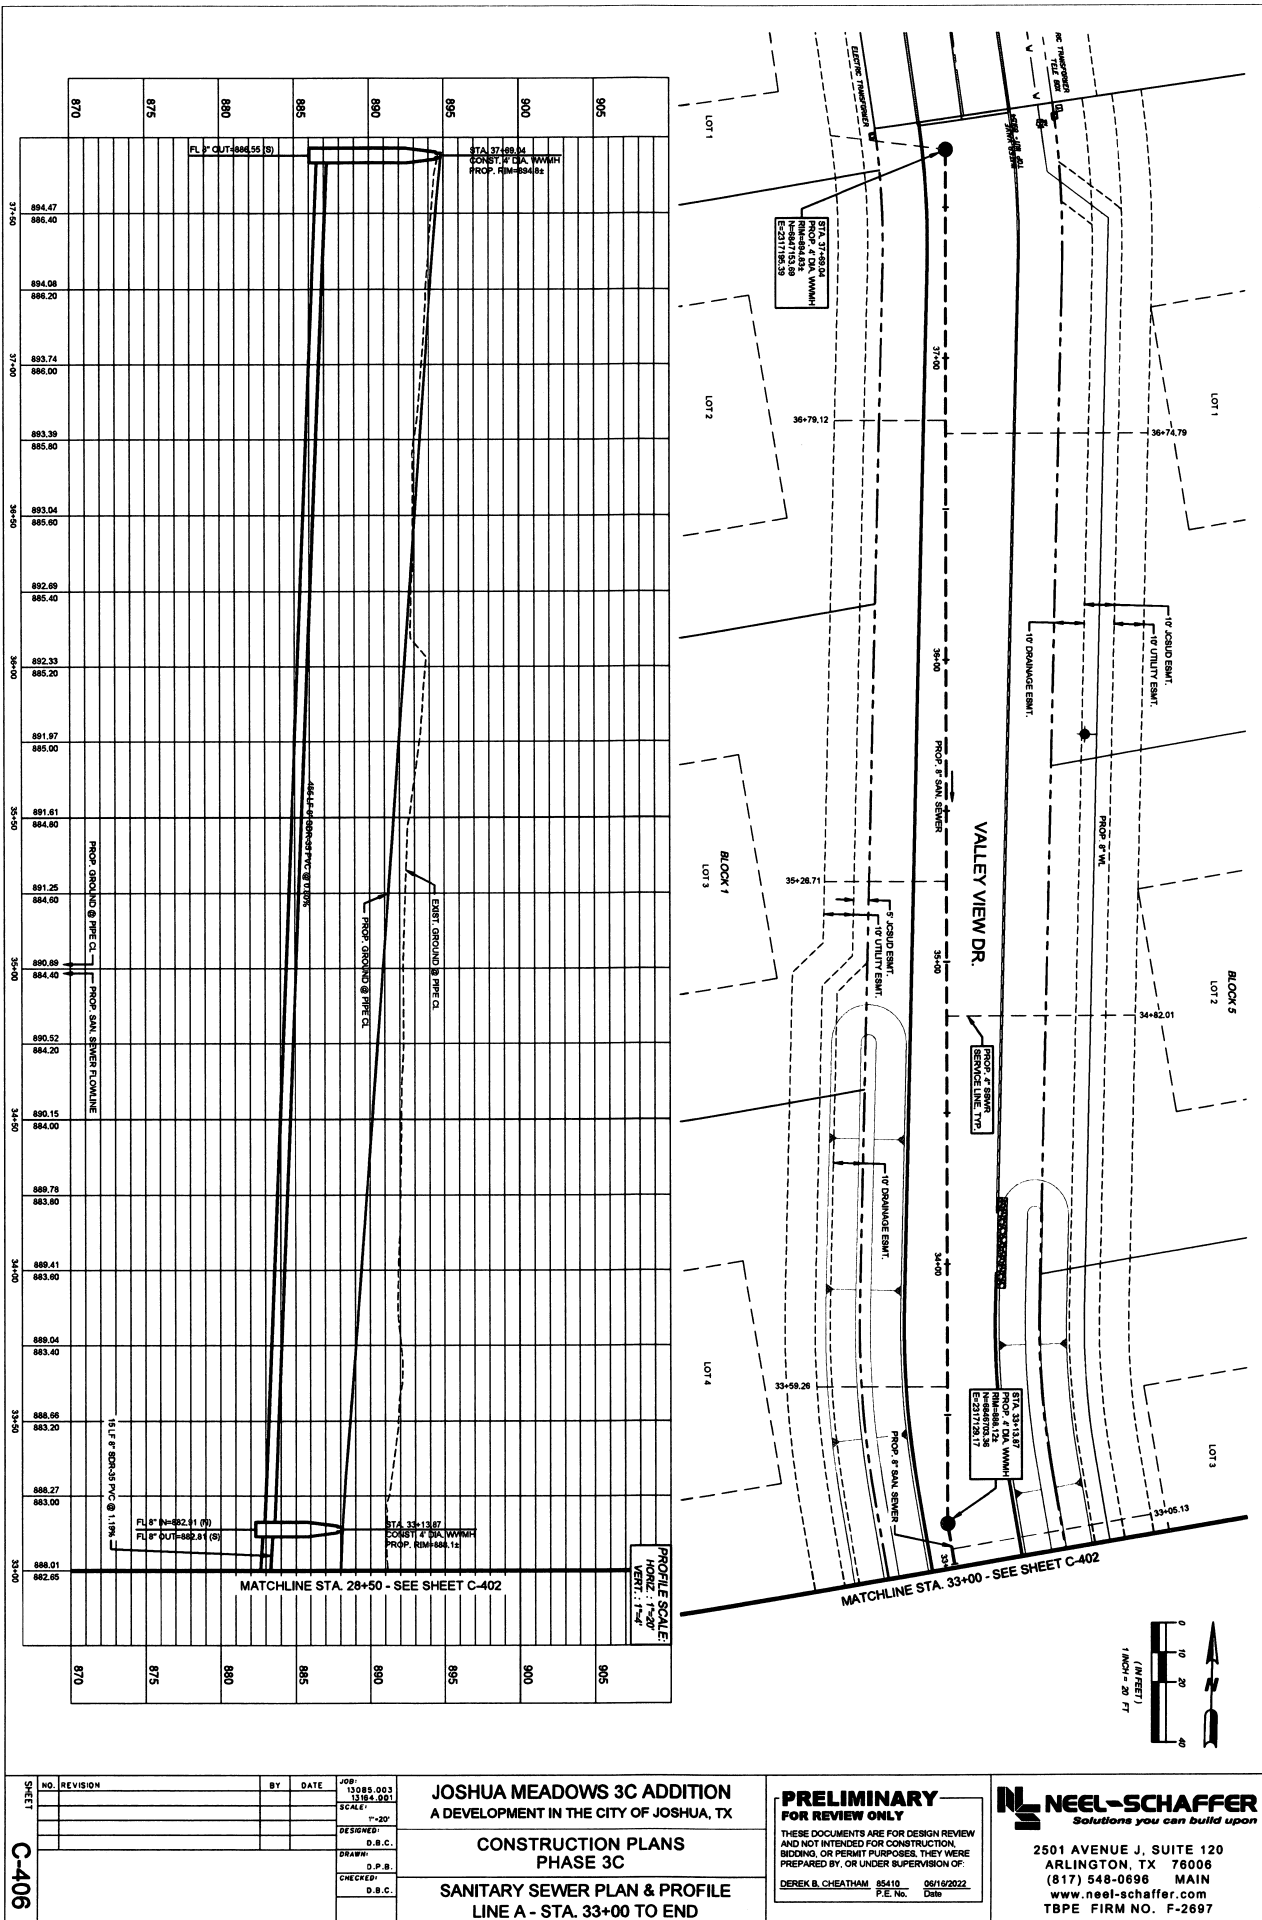 905
900
895
890
885
880
875
870
FL 8" OUT=886.55 (S)
STA. 37+69.04
CONST. 4' DIA. WWMH
PROP. RIM=894.8±
37+50
894.47
886.40
894.08
886.20
37+00
893.74
886.00
893.39
885.80
36+50
893.04
885.60
892.69
885.40
36+00
892.33
885.20
891.97
885.00
35+50
891.61
884.80
891.25
884.60
35+00
890.89
884.40
890.52
884.20
34+50
890.15
884.00
889.78
883.80
34+00
889.41
883.60
889.04
883.40
33+50
888.66
883.20
888.27
883.00
33+00
888.01
882.65
PROP. GROUND @ PIPE CL
PROP. SAN. SEWER FLOWLINE
EXIST. GROUND @ PIPE CL
PROP. GROUND @ PIPE CL
15 LF 8" SDR-35 PVC @ 1.19%
FL 8" IN=882.91 (N)
FL 8" OUT=882.81 (S)
STA. 33+13.87
CONST. 4' DIA. WWMH
PROP. RIM=888.1±
MATCHLINE STA. 28+50 - SEE SHEET C-402
PROFILE SCALE:
HORIZ.: 1"=20'
VERT.: 1"=4'
905
900
895
890
885
880
875
870
ELECTRIC TRANSFORMER
RIC TRANSFORMER
TELE BOX
LOT 1
STA. 37+69.04
PROP. 4' DIA. WWMH
RIM=894.83±
N=6847153.69
E=2317195.39
LOT 2
LOT 1
37+00
36+79.12
36+74.79
36+00
10' JCSUD ESMT.
10' UTILITY ESMT.
10' DRAINAGE ESMT.
PROP. 8" SAN. SEWER
PROP. 8" WL
VALLEY VIEW DR.
BLOCK 1
LOT 3
35+26.71
5' JCSUD ESMT.
10' UTILITY ESMT.
35+00
BLOCK 5
LOT 2
34+82.01
PROP. 4" SSWR
SERVICE LINE, TYP.
10' DRAINAGE ESMT.
34+00
LOT 4
33+59.26
STA. 33+13.87
PROP. 4' DIA. WWMH
RIM=888.12±
N=6846703.36
E=2317129.17
LOT 3
PROP. 8" SAN. SEWER
33+05.13
33+
MATCHLINE STA. 33+00 - SEE SHEET C-402
N
0 10 20 40
( IN FEET )
1 INCH = 20 FT
SHEET
C-406
NO. REVISION BY DATE
JOB:
13085.003
13164.001
SCALE:
1"=20'
DESIGNED:
D.B.C.
DRAWN:
D.P.B.
CHECKED:
D.B.C.
JOSHUA MEADOWS 3C ADDITION
A DEVELOPMENT IN THE CITY OF JOSHUA, TX
CONSTRUCTION PLANS
PHASE 3C
SANITARY SEWER PLAN & PROFILE
LINE A - STA. 33+00 TO END
PRELIMINARY
FOR REVIEW ONLY
THESE DOCUMENTS ARE FOR DESIGN REVIEW
AND NOT INTENDED FOR CONSTRUCTION,
BIDDING, OR PERMIT PURPOSES. THEY WERE
PREPARED BY, OR UNDER SUPERVISION OF:
DEREK B. CHEATHAM 85410 06/16/2022
P.E. No. Date
NEEL-SCHAFFER
Solutions you can build upon
2501 AVENUE J, SUITE 120
ARLINGTON, TX 76006
(817) 548-0696 MAIN
www.neel-schaffer.com
TBPE FIRM NO. F-2697